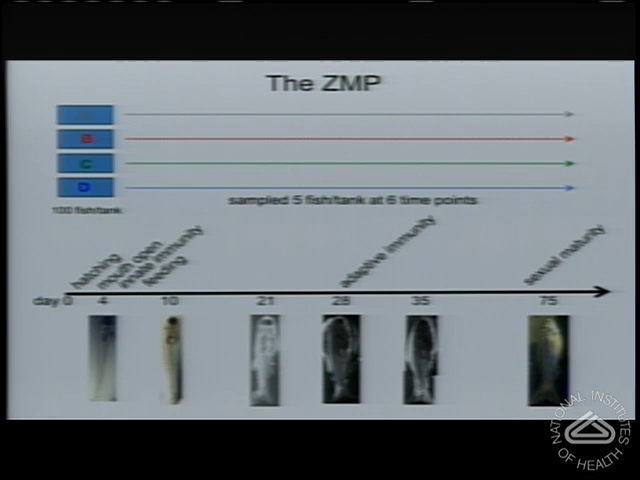 The ZMP
A
B
C
D
100 fish/tank
sampled 5 fish/tank at 6 time points
hatching
mouth open
innate immunity
feeding
adaptive immunity
sexual maturity
day 0 4 10 21 28 35 75
NATIONAL INSTITUTES
OF HEALTH